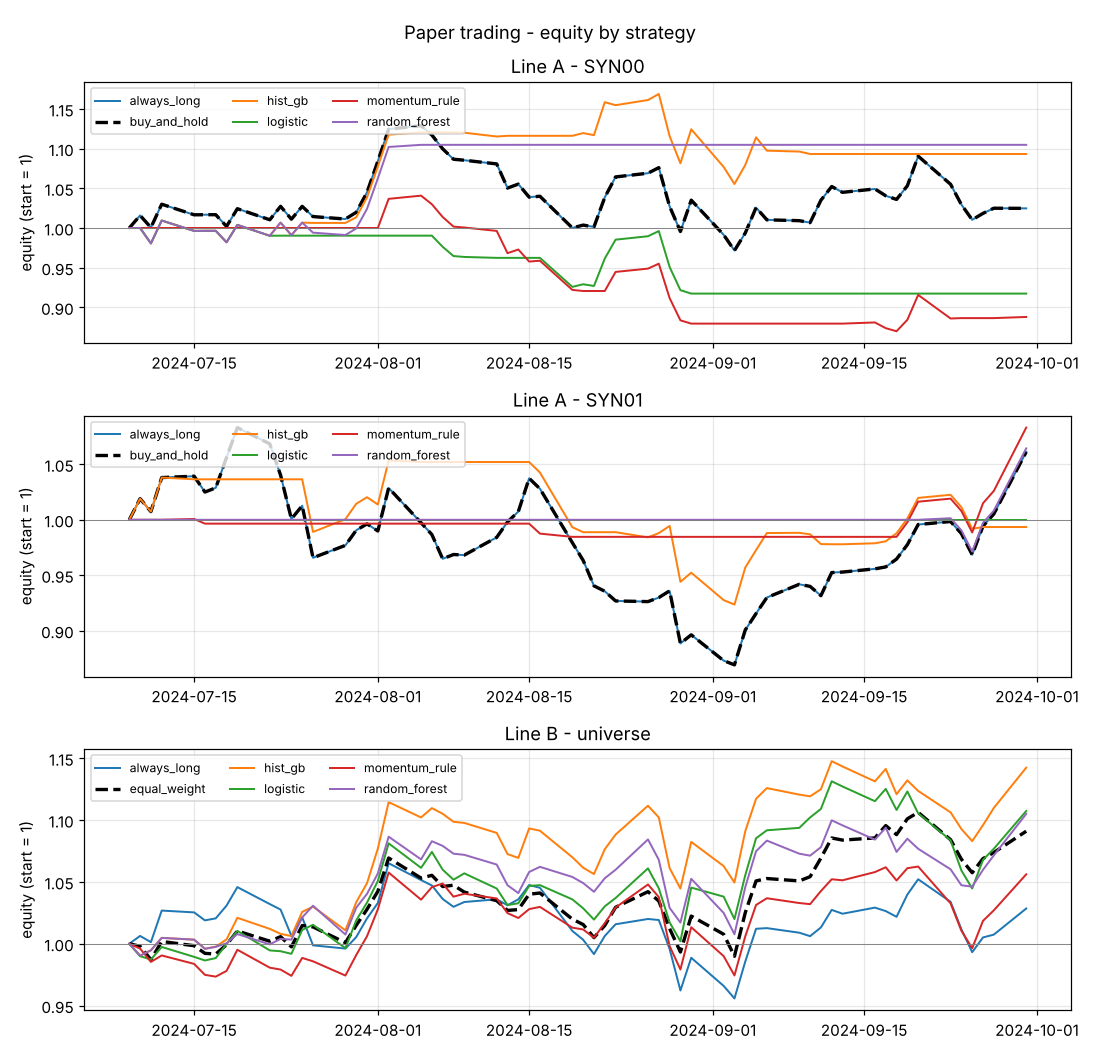 Paper trading - equity by strategy
Line A - SYN00
always_long hist_gb momentum_rule
buy_and_hold logistic random_forest
equity (start = 1)
1.15
1.10
1.05
1.00
0.95
0.90
2024-07-15 2024-08-01 2024-08-15 2024-09-01 2024-09-15 2024-10-01
Line A - SYN01
always_long hist_gb momentum_rule
buy_and_hold logistic random_forest
equity (start = 1)
1.05
1.00
0.95
0.90
2024-07-15 2024-08-01 2024-08-15 2024-09-01 2024-09-15 2024-10-01
Line B - universe
always_long hist_gb momentum_rule
equal_weight logistic random_forest
equity (start = 1)
1.15
1.10
1.05
1.00
0.95
2024-07-15 2024-08-01 2024-08-15 2024-09-01 2024-09-15 2024-10-01